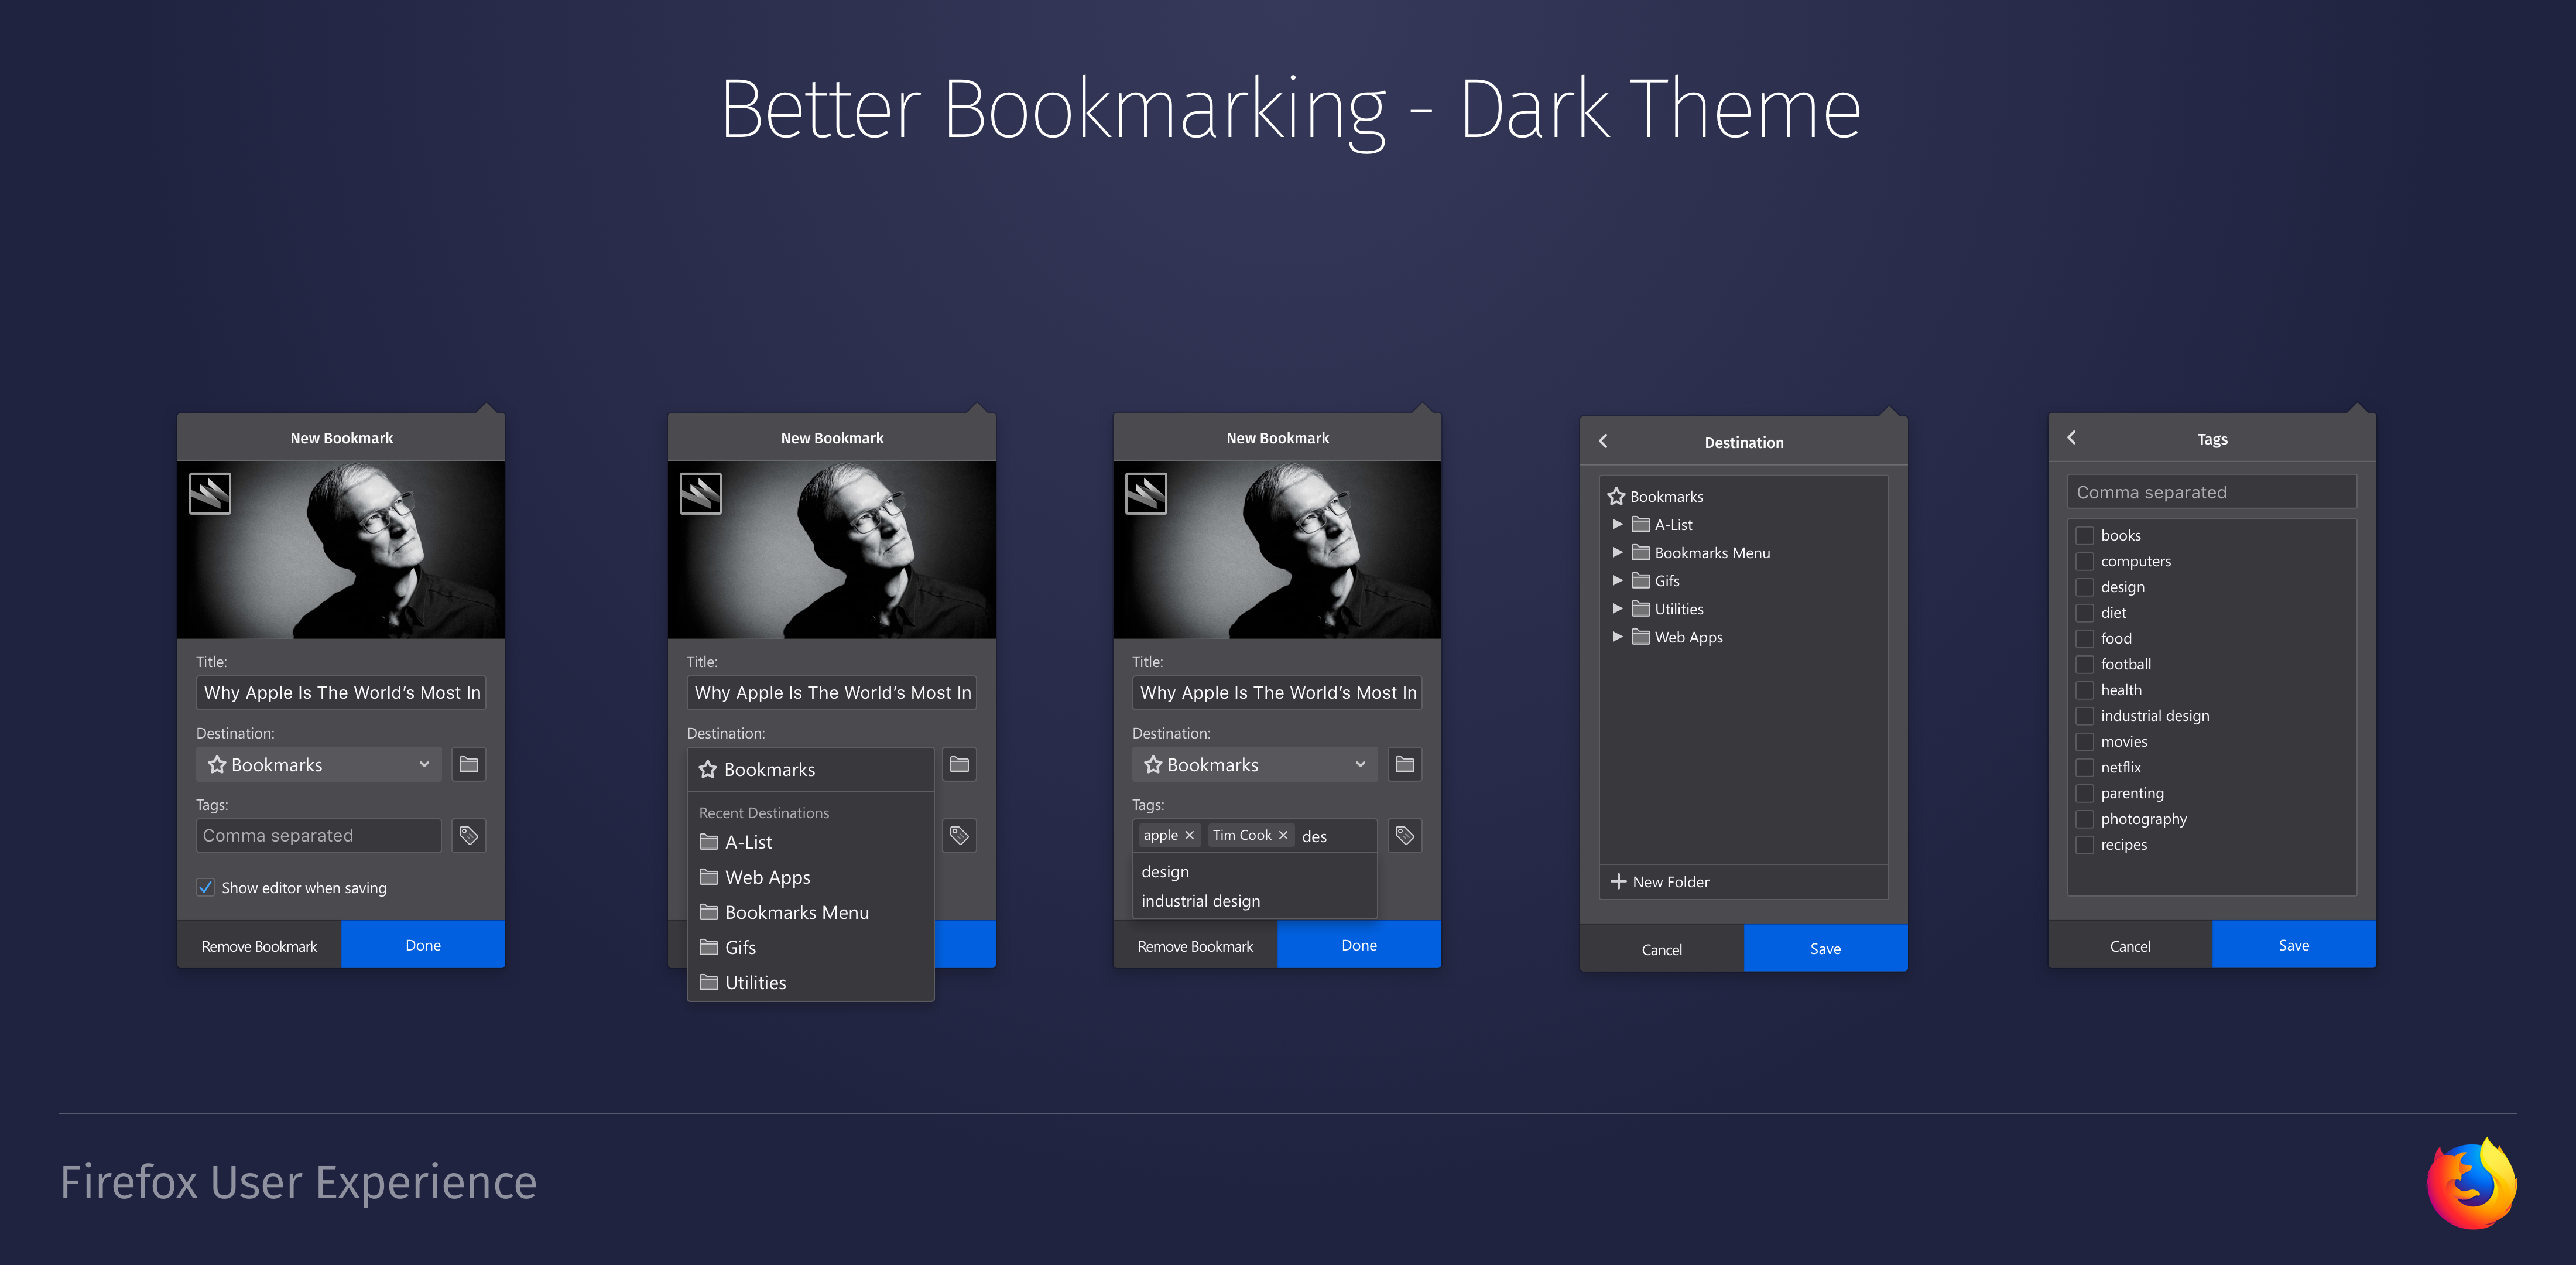 Better Bookmarking - Dark Theme
New Bookmark
Title:
Why Apple Is The World's Most In
Destination:
Bookmarks
Tags:
Comma separated
Show editor when saving
Remove Bookmark
Done
New Bookmark
Title:
Why Apple Is The World's Most In
Destination:
Bookmarks
Recent Destinations
A-List
Web Apps
Bookmarks Menu
Gifs
Utilities
New Bookmark
Title:
Why Apple Is The World's Most In
Destination:
Bookmarks
Tags:
apple × Tim Cook × des
design
industrial design
Remove Bookmark
Done
Destination
Bookmarks
A-List
Bookmarks Menu
Gifs
Utilities
Web Apps
New Folder
Cancel
Save
Tags
Comma separated
books
computers
design
diet
food
football
health
industrial design
movies
netflix
parenting
photography
recipes
Cancel
Save
Firefox User Experience